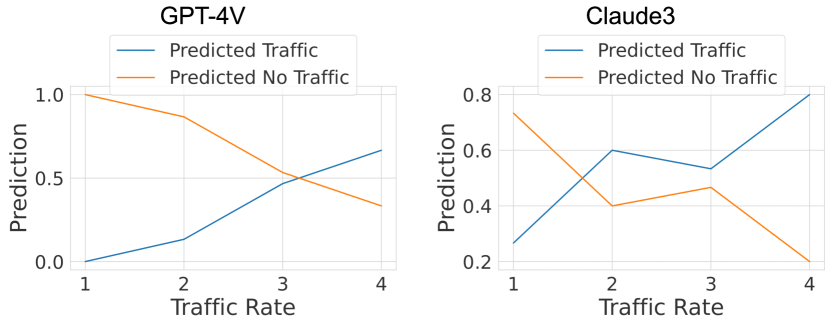 GPT-4V
Predicted Traffic
Predicted No Traffic
1.0
0.5
0.0
Prediction
1 2 3 4
Traffic Rate
Claude3
Predicted Traffic
Predicted No Traffic
0.8
0.6
0.4
0.2
Prediction
1 2 3 4
Traffic Rate